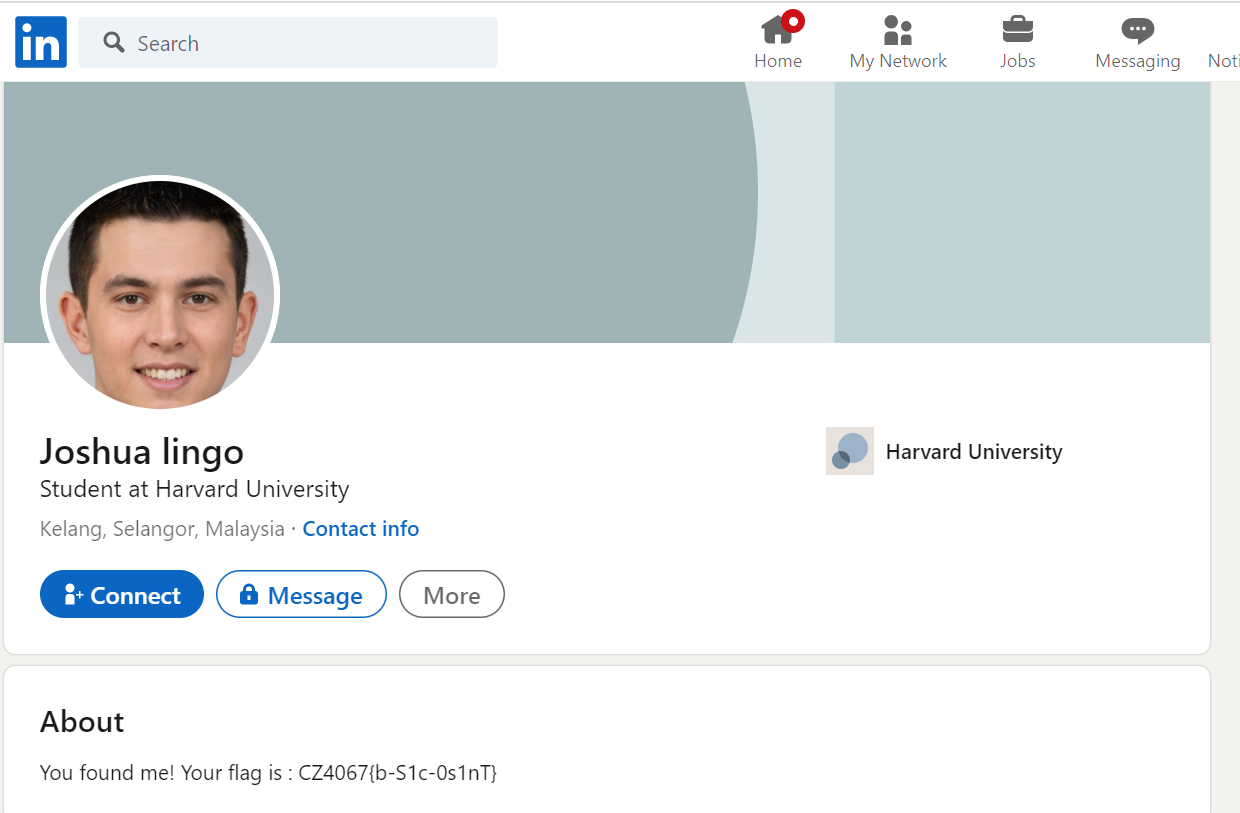 in Search Home My Network Jobs Messaging Noti
Joshua lingo
Harvard University
Student at Harvard University
Kelang, Selangor, Malaysia · Contact info
Connect Message More
About
You found me! Your flag is : CZ4067{b-S1c-0s1nT}